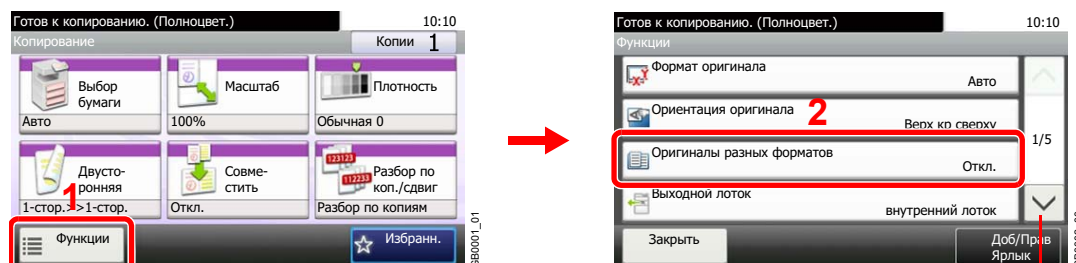 Готов к копированию. (Полноцвет.) 10:10
Копирование
Копии 1
Выбор
бумаги
Авто
Масштаб
100%
Плотность
Обычная 0
Двусто-
ронняя
1-стор.>>1-стор.
1
Совме-
стить
Откл.
123123
112233
Разбор по
коп./сдвиг
Разбор по копиям
Функции
Избранн.
Готов к копированию. (Полноцвет.) 10:10
Функции
Формат оригинала
Авто
Ориентация оригинала
2
Верх кр сверху
Оригиналы разных форматов
Откл.
1/5
Выходной лоток
внутренний лоток
Закрыть
Доб/Прав
Ярлык